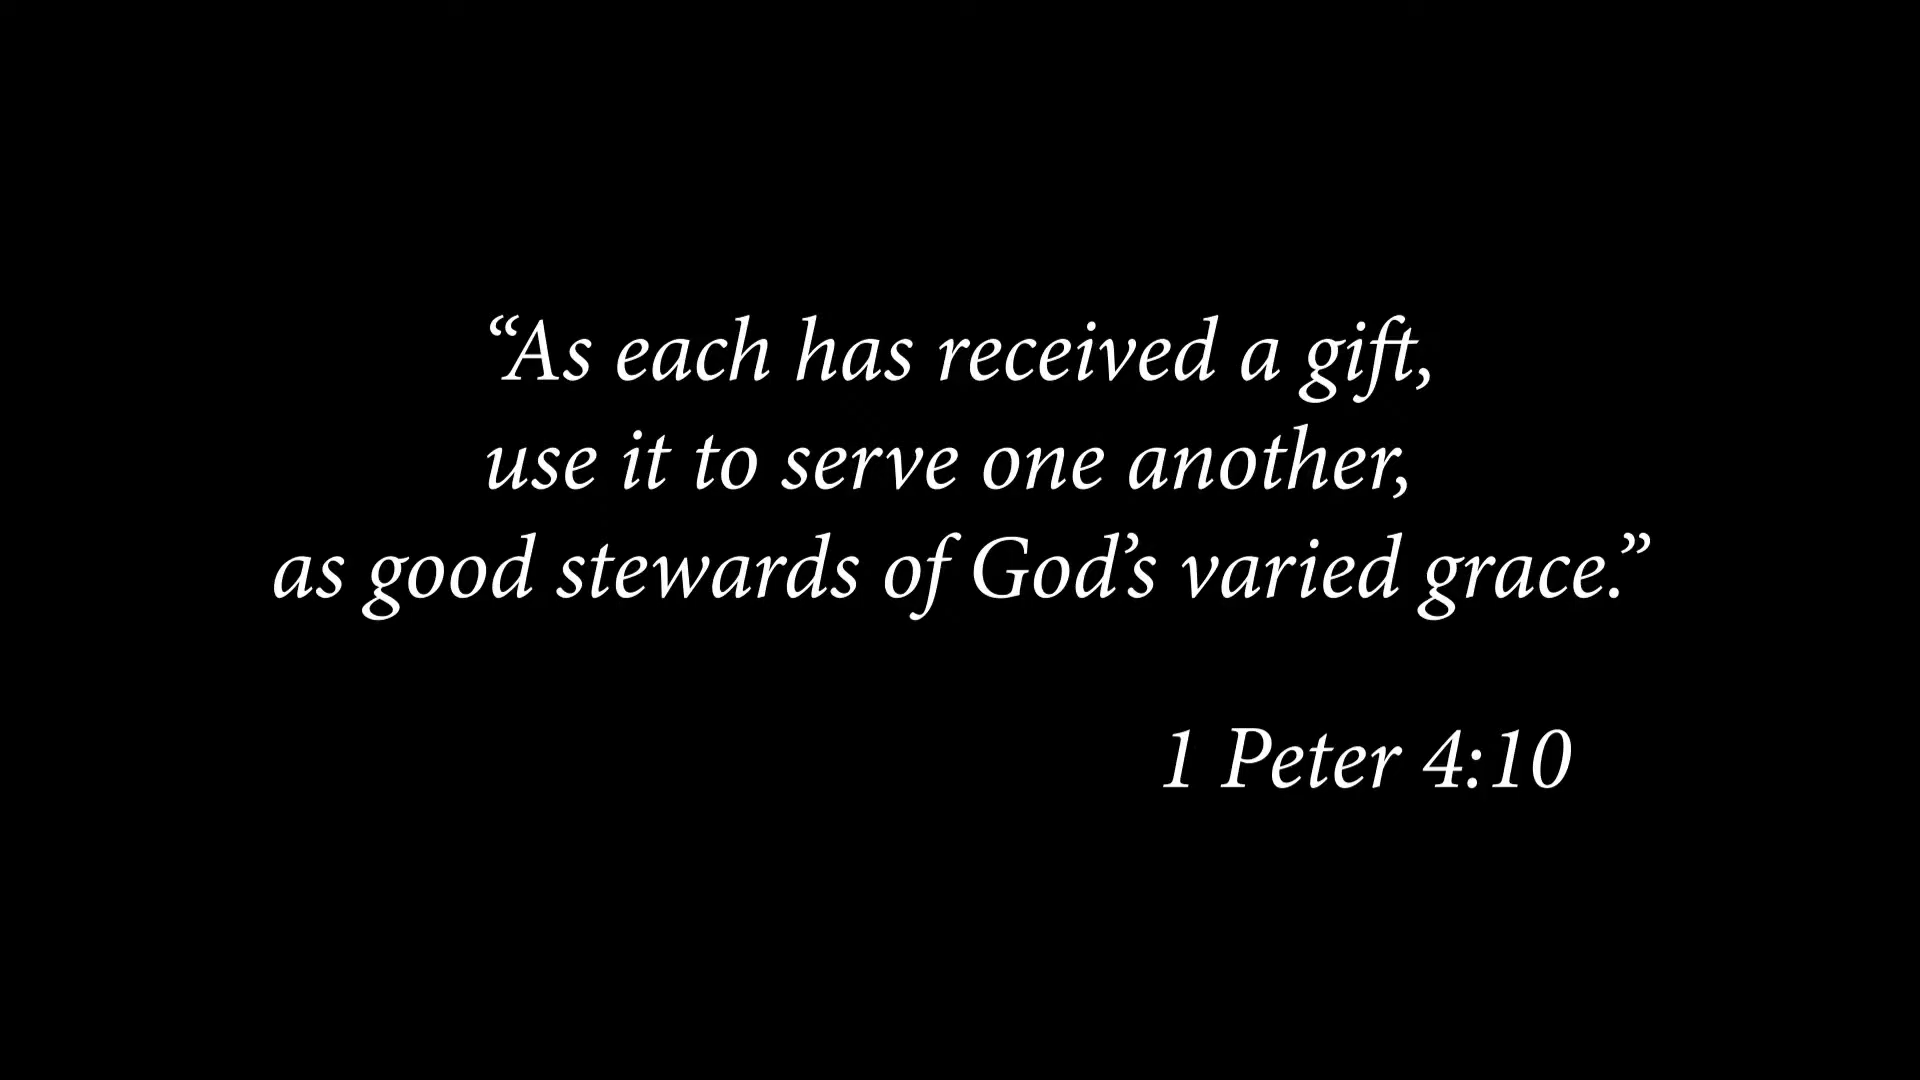 “As each has received a gift,
use it to serve one another,
as good stewards of God’s varied grace.”
1 Peter 4:10